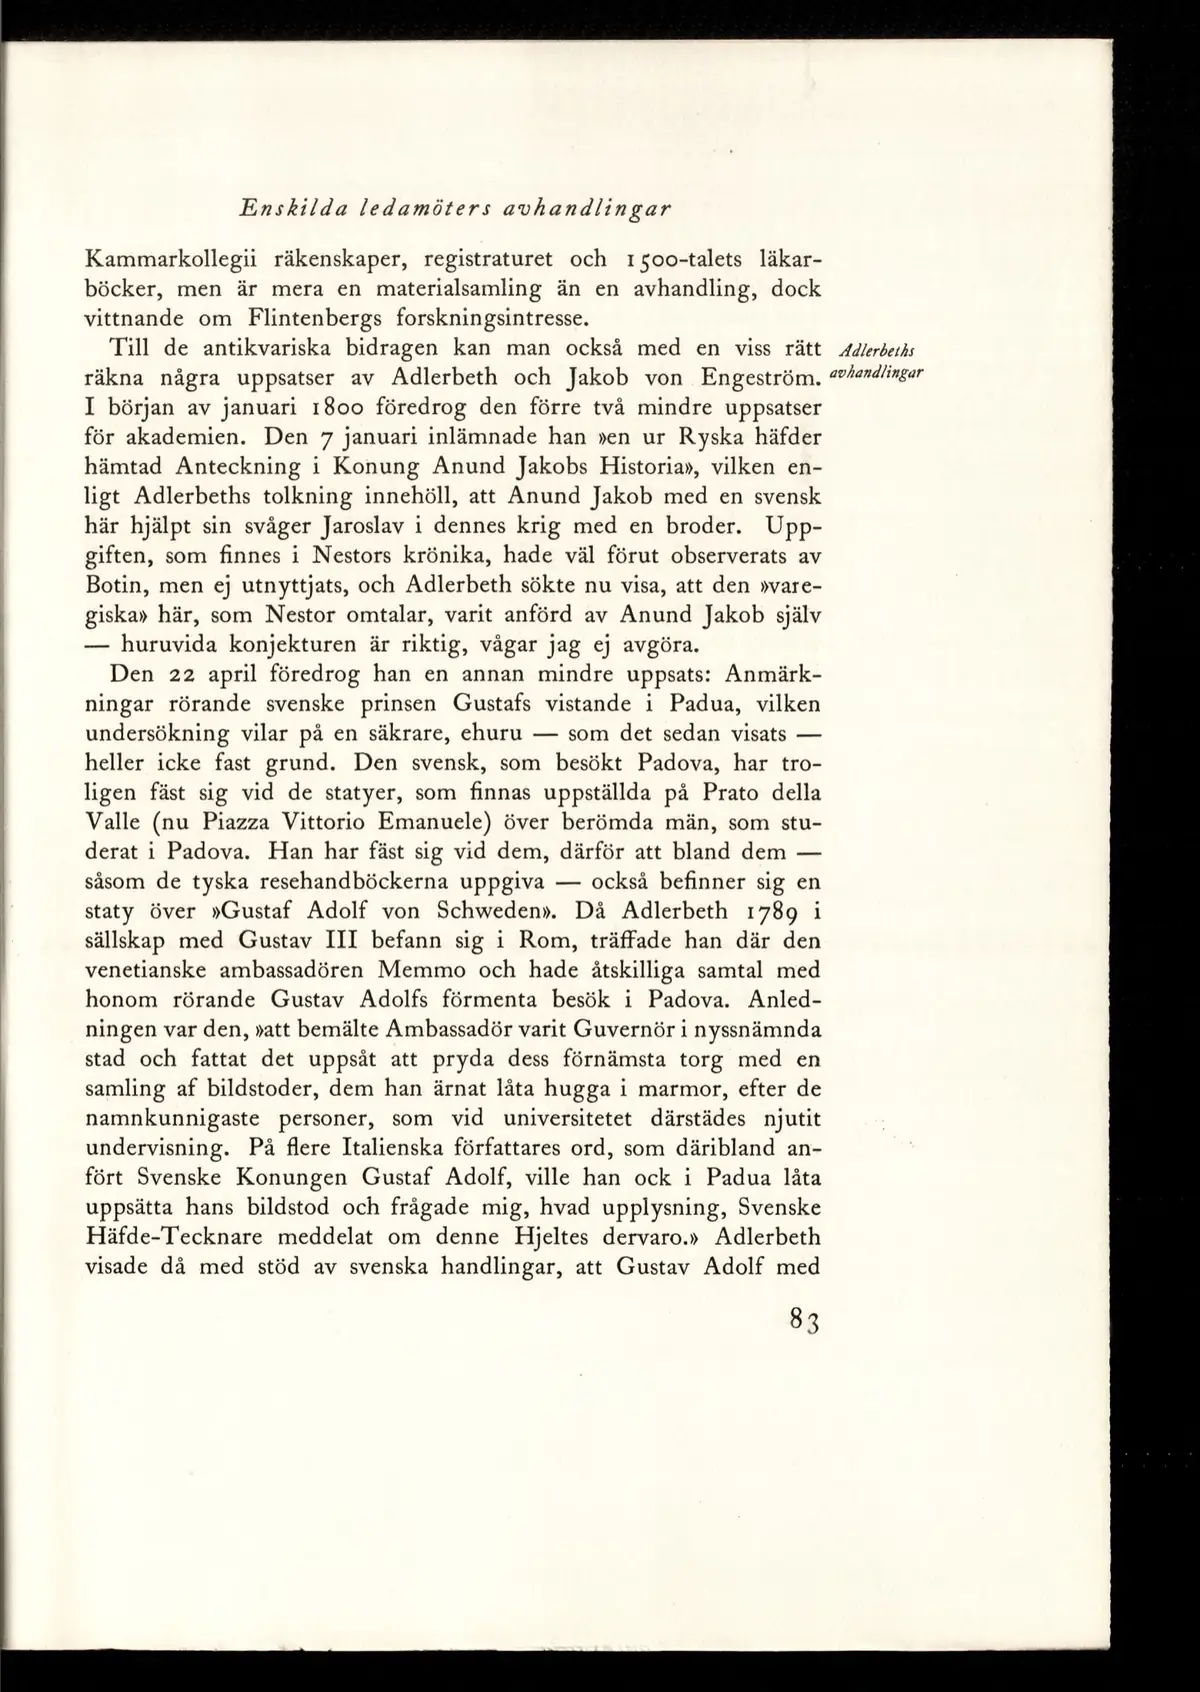 Enskilda ledamöters avhandlingar
Kammarkollegii räkenskaper, registraturet och 1500-talets läkar-
böcker, men är mera en materialsamling än en avhandling, dock
vittnande om Flintenbergs forskningsintresse.
Till de antikvariska bidragen kan man också med en viss rätt
räkna några uppsatser av Adlerbeth och Jakob von Engeström.
Adlerbeths
avhandlingar
I början av januari 1800 föredrog den förre två mindre uppsatser
för akademien. Den 7 januari inlämnade han »en ur Ryska häfder
hämtad Anteckning i Konung Anund Jakobs Historia», vilken en-
ligt Adlerbeths tolkning innehöll, att Anund Jakob med en svensk
här hjälpt sin svåger Jaroslav i dennes krig med en broder. Upp-
giften, som finnes i Nestors krönika, hade väl förut observerats av
Botin, men ej utnyttjats, och Adlerbeth sökte nu visa, att den »vare-
giska» här, som Nestor omtalar, varit anförd av Anund Jakob själv
— huruvida konjekturen är riktig, vågar jag ej avgöra.
Den 22 april föredrog han en annan mindre uppsats: Anmärk-
ningar rörande svenske prinsen Gustafs vistande i Padua, vilken
undersökning vilar på en säkrare, ehuru — som det sedan visats —
heller icke fast grund. Den svensk, som besökt Padova, har tro-
ligen fäst sig vid de statyer, som finnas uppställda på Prato della
Valle (nu Piazza Vittorio Emanuele) över berömda män, som stu-
derat i Padova. Han har fäst sig vid dem, därför att bland dem —
såsom de tyska resehandböckerna uppgiva — också befinner sig en
staty över »Gustaf Adolf von Schweden». Då Adlerbeth 1789 i
sällskap med Gustav III befann sig i Rom, träffade han där den
venetianske ambassadören Memmo och hade åtskilliga samtal med
honom rörande Gustav Adolfs förmenta besök i Padova. Anled-
ningen var den, »att bemälte Ambassadör varit Guvernör i nyssnämnda
stad och fattat det uppsåt att pryda dess förnämsta torg med en
samling af bildstoder, dem han ärnat låta hugga i marmor, efter de
namnkunnigaste personer, som vid universitetet därstädes njutit
undervisning. På flere Italienska författares ord, som däribland an-
fört Svenske Konungen Gustaf Adolf, ville han ock i Padua låta
uppsätta hans bildstod och frågade mig, hvad upplysning, Svenske
Häfde-Tecknare meddelat om denne Hjeltes dervaro.» Adlerbeth
visade då med stöd av svenska handlingar, att Gustav Adolf med
83